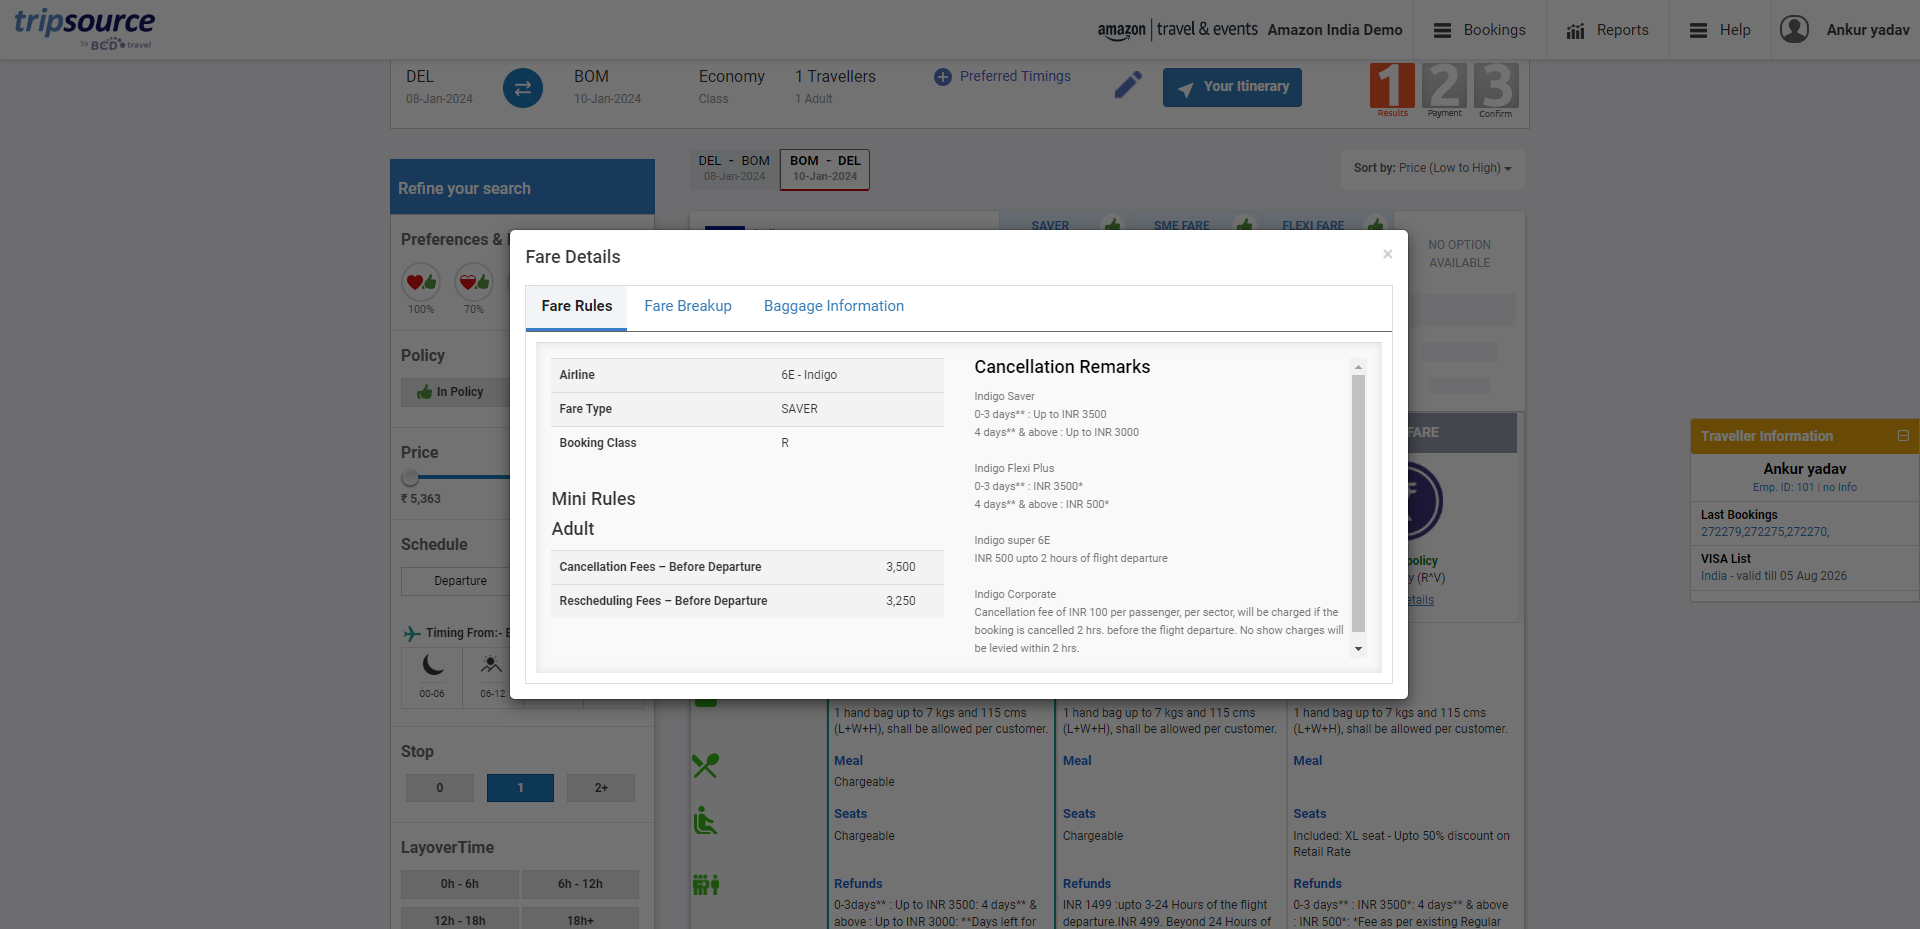 tripsource
by BCD travel
amazon | travel & events Amazon India Demo
Bookings
Reports
Help
Ankur yadav
DEL
08-Jan-2024
BOM
10-Jan-2024
Economy
Class
1 Travellers
1 Adult
Preferred Timings
Your Itinerary
1
Results
2
Payment
3
Confirm
Refine your search
DEL - BOM
08-Jan-2024
BOM - DEL
10-Jan-2024
Sort by: Price (Low to High)
SAVER
SME FARE
FLEXI FARE
NO OPTION
AVAILABLE
Preferences &
100%
70%
Policy
In Policy
Price
₹ 5,363
Schedule
Departure
Timing From:-
00-06
06-12
Stop
0
1
2+
LayoverTime
0h - 6h
6h - 12h
12h - 18h
18h+
Fare Details
×
Fare Rules
Fare Breakup
Baggage Information
Airline 6E - Indigo
Fare Type SAVER
Booking Class R
Mini Rules
Adult
Cancellation Fees – Before Departure 3,500
Rescheduling Fees – Before Departure 3,250
Cancellation Remarks
Indigo Saver
0-3 days** : Up to INR 3500
4 days** & above : Up to INR 3000
Indigo Flexi Plus
0-3 days** : INR 3500*
4 days** & above : INR 500*
Indigo super 6E
INR 500 upto 2 hours of flight departure
Indigo Corporate
Cancellation fee of INR 100 per passenger, per sector, will be charged if the
booking is cancelled 2 hrs. before the flight departure. No show charges will
be levied within 2 hrs.
FARE
policy
y (R^V)
etails
Traveller Information
Ankur yadav
Emp. ID: 101 | no Info
Last Bookings
272279,272275,272270,
VISA List
India - valid till 05 Aug 2026
1 hand bag up to 7 kgs and 115 cms
(L+W+H), shall be allowed per customer.
Meal
Chargeable
Seats
Chargeable
Refunds
0-3days** : Up to INR 3500: 4 days** &
above : Up to INR 3000: **Days left for
1 hand bag up to 7 kgs and 115 cms
(L+W+H), shall be allowed per customer.
Meal
Seats
Chargeable
Refunds
INR 1499 :upto 3-24 Hours of the flight
departure.INR 499. Beyond 24 Hours of
1 hand bag up to 7 kgs and 115 cms
(L+W+H), shall be allowed per customer.
Meal
Seats
Included: XL seat - Upto 50% discount on
Retail Rate
Refunds
0-3 days** : INR 3500*: 4 days** & above
: INR 500*: *Fee as per existing Regular